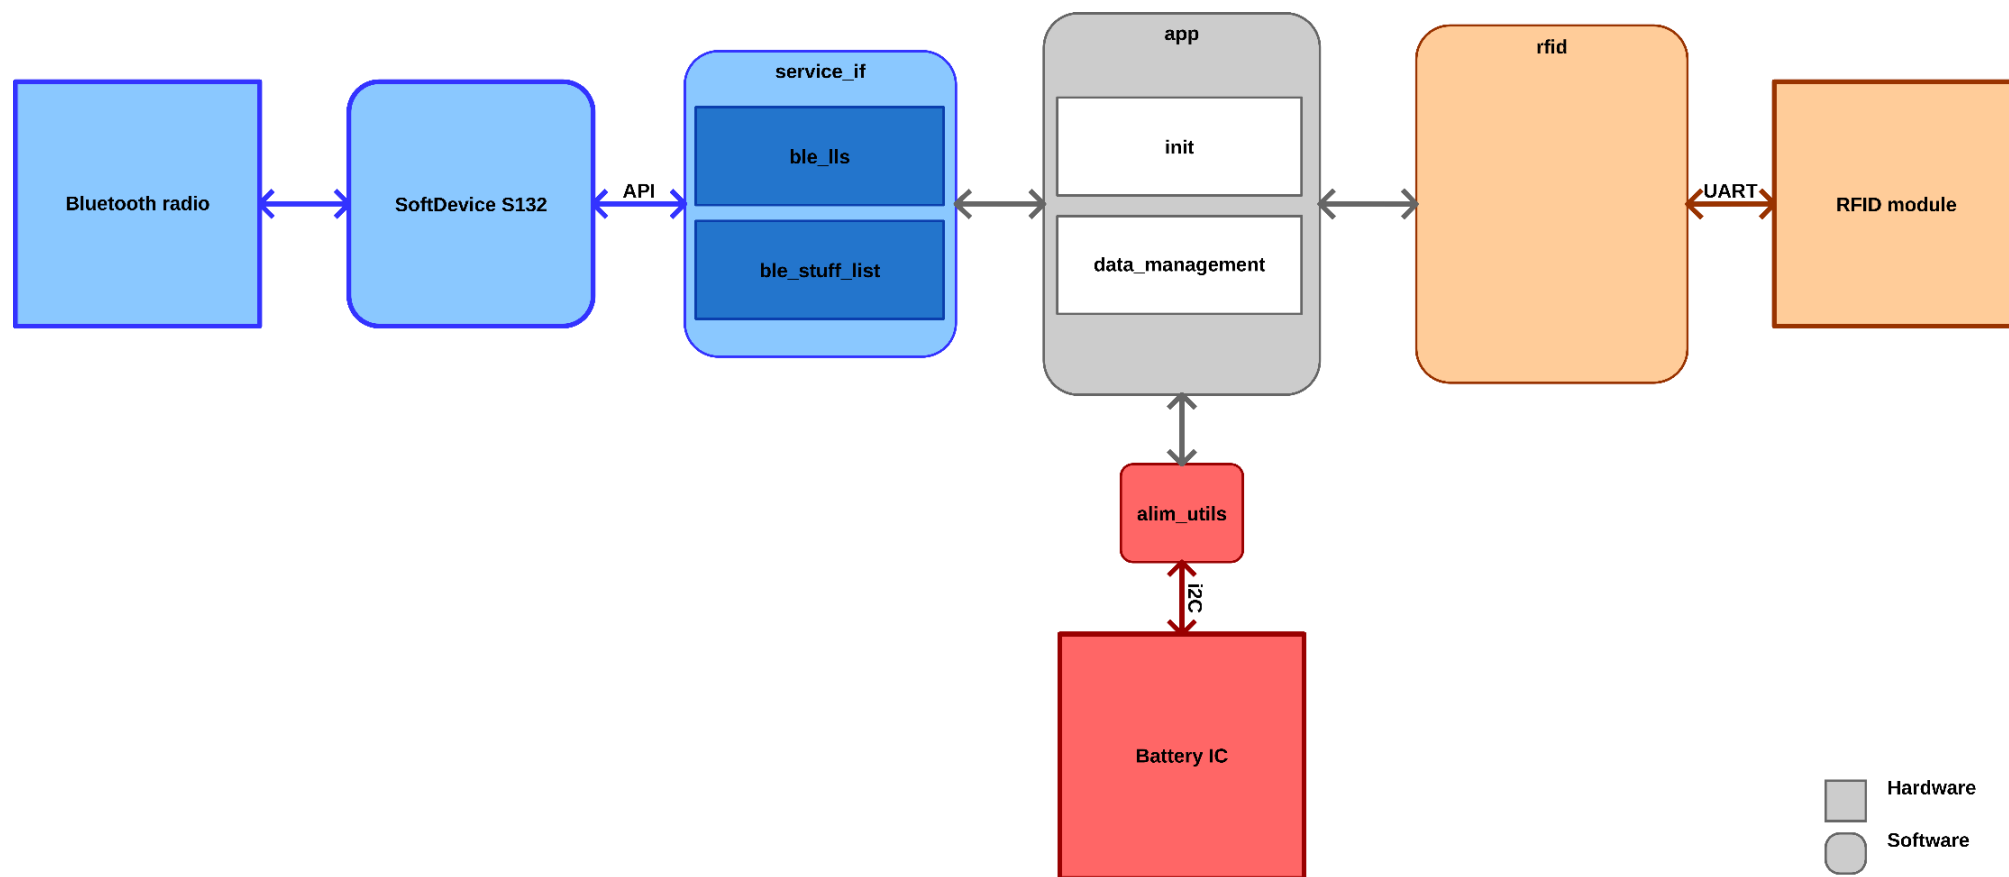 app
rfid
service_if
ble_lls
init
Bluetooth radio
SoftDevice S132
API
UART
RFID module
ble_stuff_list
data_management
alim_utils
i2C
Battery IC
Hardware
Software